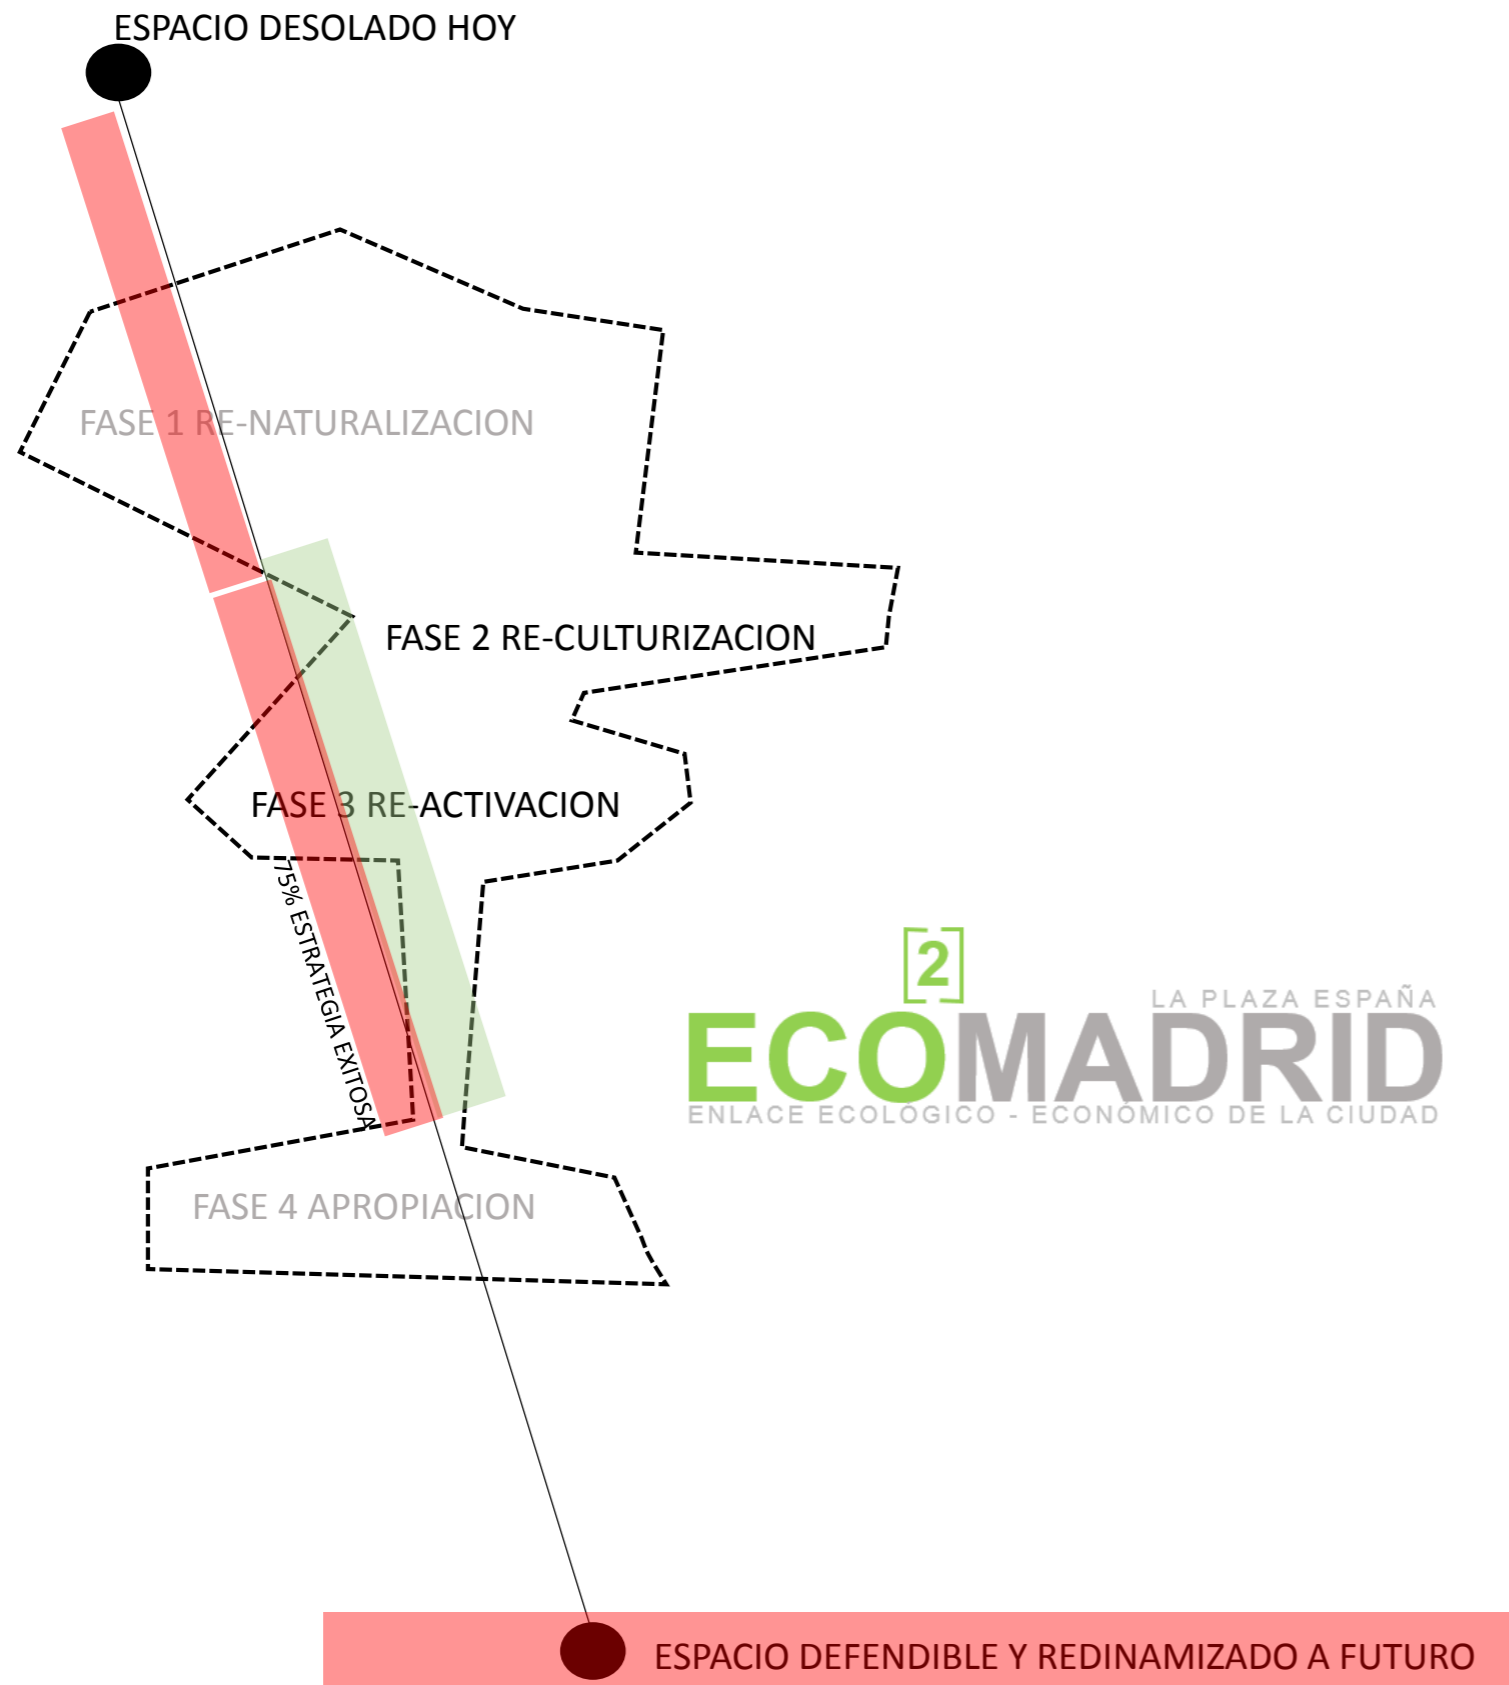 ESPACIO DESOLADO HOY
FASE 1 RE-NATURALIZACION
FASE 2 RE-CULTURIZACION
FASE 3 RE-ACTIVACION
75% ESTRATEGIA EXITOSA
[2]
LA PLAZA ESPAÑA
ECOMADRID
ENLACE ECOLÓGICO - ECONÓMICO DE LA CIUDAD
FASE 4 APROPIACION
ESPACIO DEFENDIBLE Y REDINAMIZADO A FUTURO